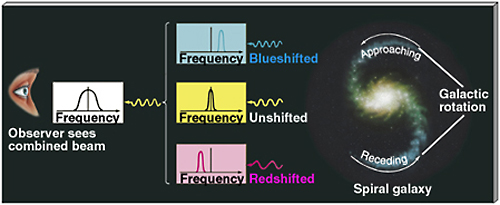 Observer sees
combined beam
Frequency
Frequency
Blueshifted
Frequency
Unshifted
Frequency
Redshifted
Approaching
Receding
Galactic
rotation
Spiral galaxy